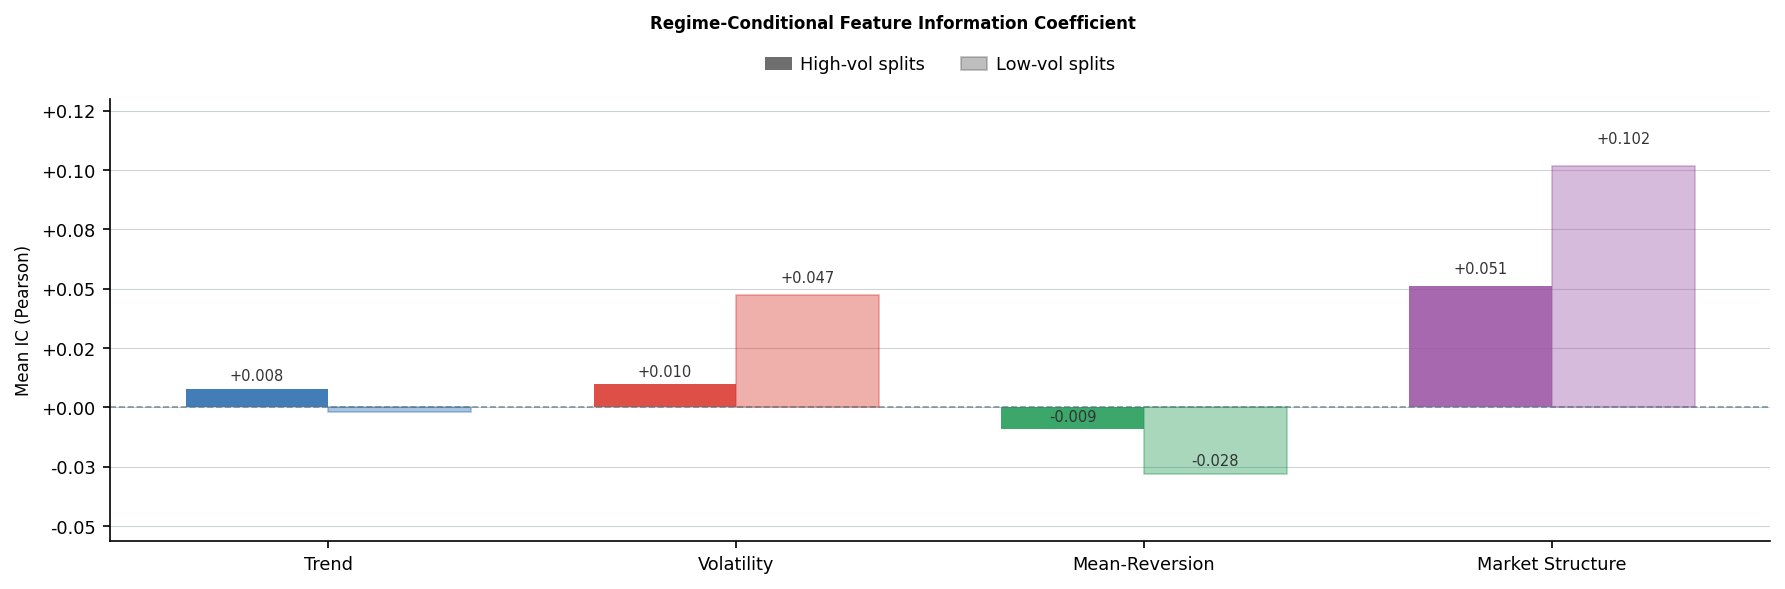 Regime-Conditional Feature Information Coefficient
High-vol splits
Low-vol splits
Mean IC (Pearson)
+0.12
+0.10
+0.08
+0.05
+0.02
+0.00
-0.03
-0.05
+0.008
+0.010
+0.047
-0.009
-0.028
+0.051
+0.102
Trend
Volatility
Mean-Reversion
Market Structure